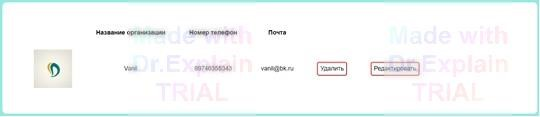 Название организации Номер телефон Почта
Made with
Dr.Explain
TRIAL
Made with
Dr.Explain
TRIAL
Vanil 89746355343 vanil@bk.ru Удалить Редактировать